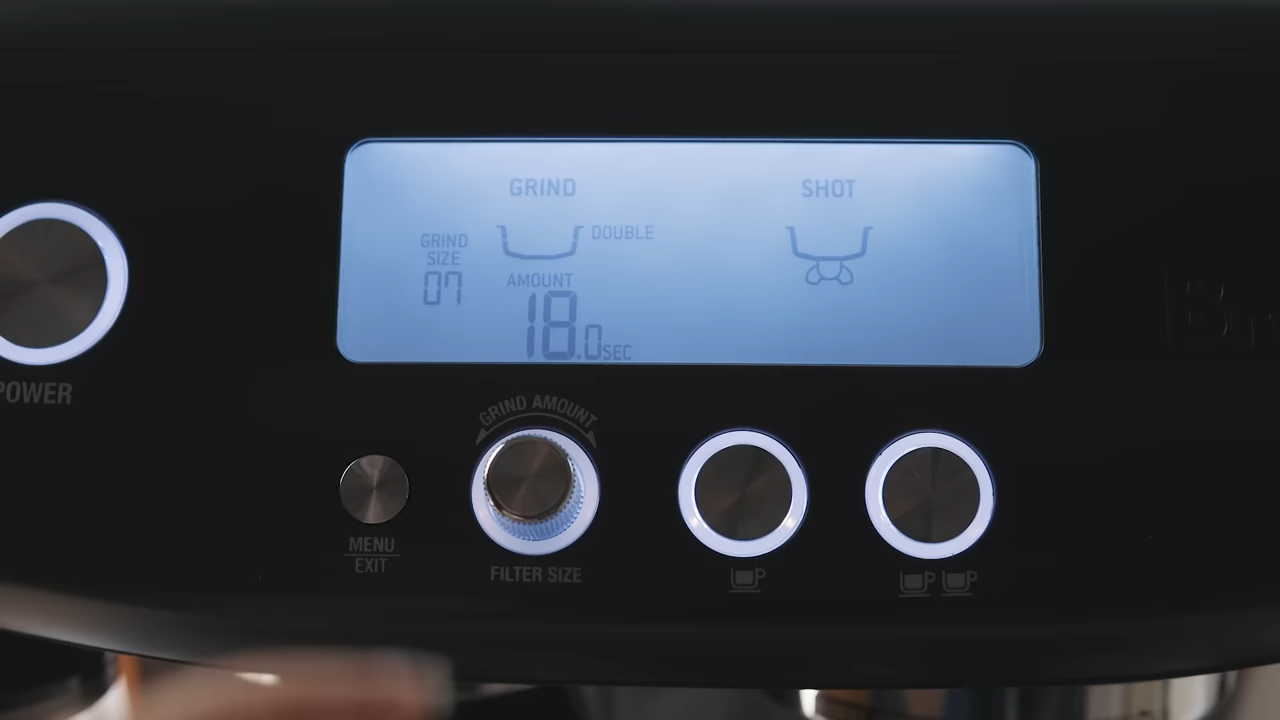 GRIND
SHOT
DOUBLE
GRIND
SIZE
07
AMOUNT
18.0SEC
POWER
GRIND AMOUNT
MENU
EXIT
FILTER SIZE